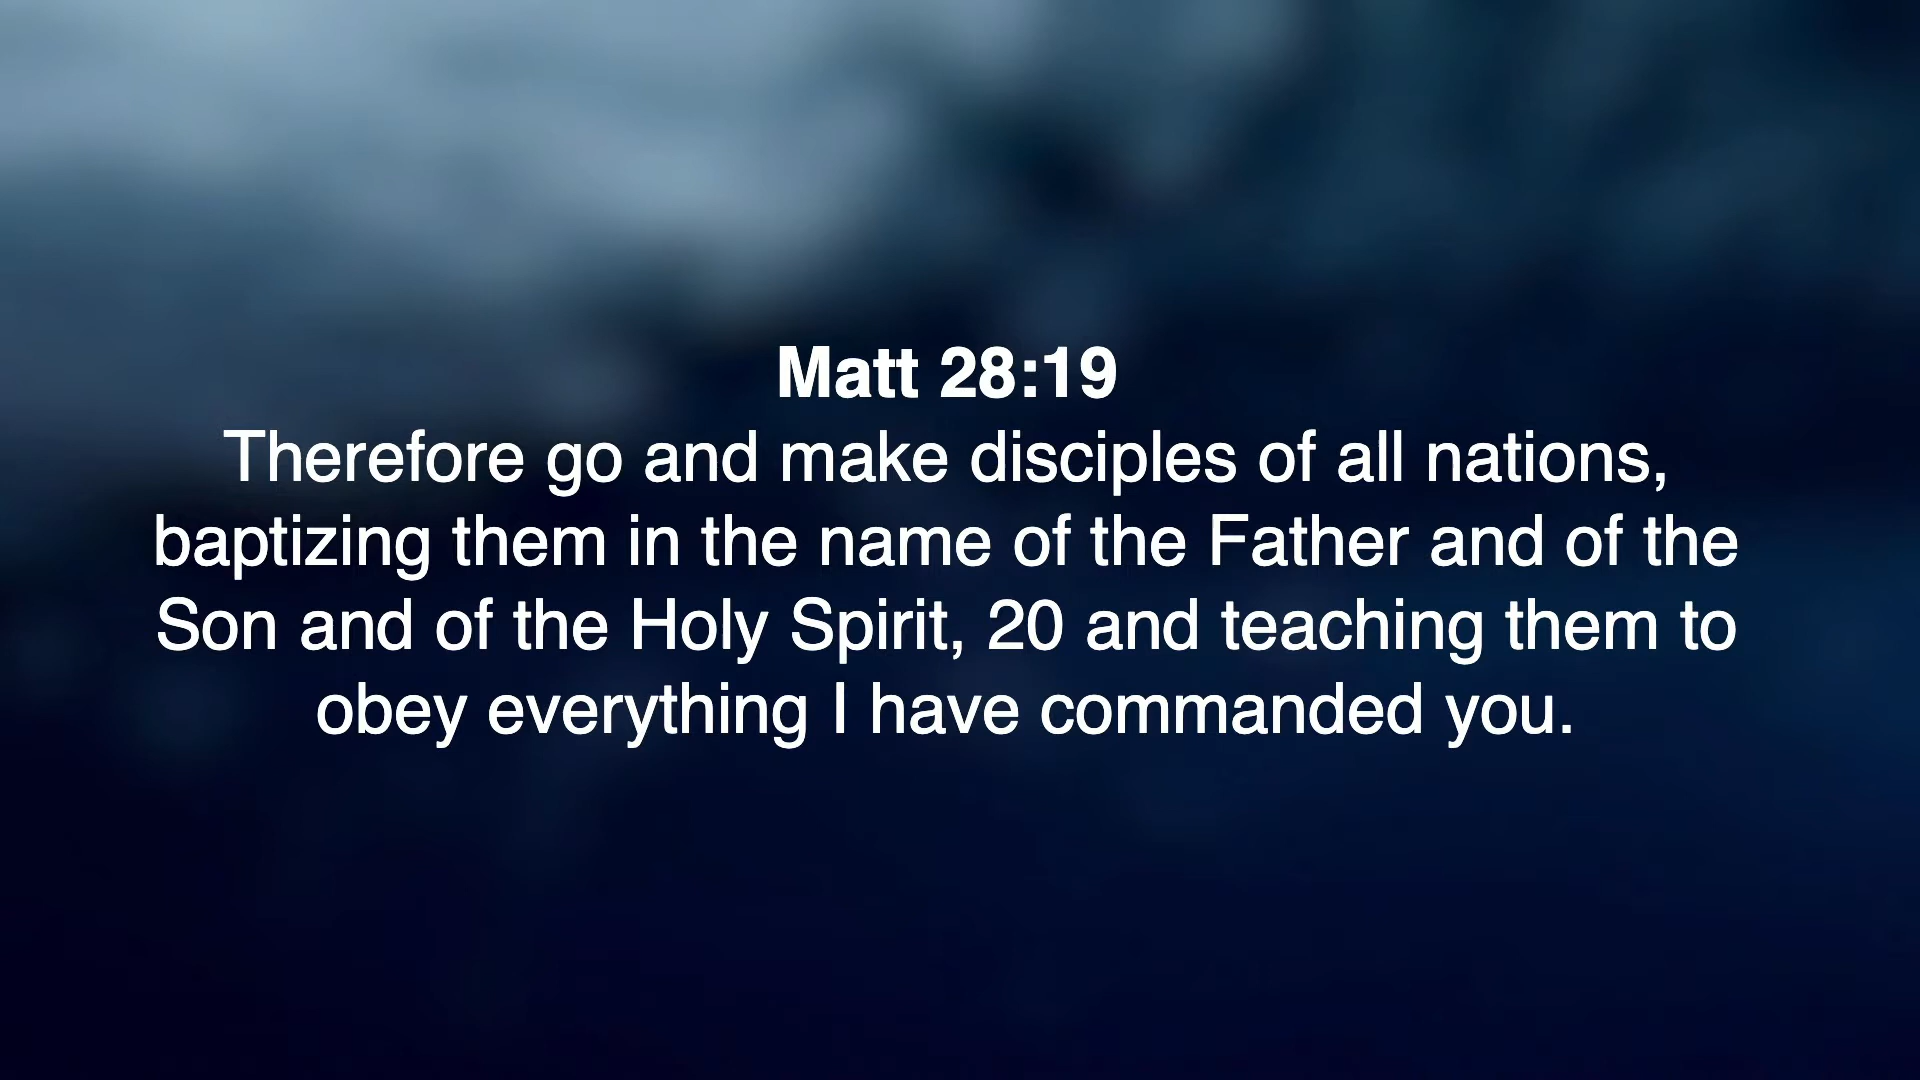 Matt 28:19
Therefore go and make disciples of all nations,
baptizing them in the name of the Father and of the
Son and of the Holy Spirit, 20 and teaching them to
obey everything I have commanded you.